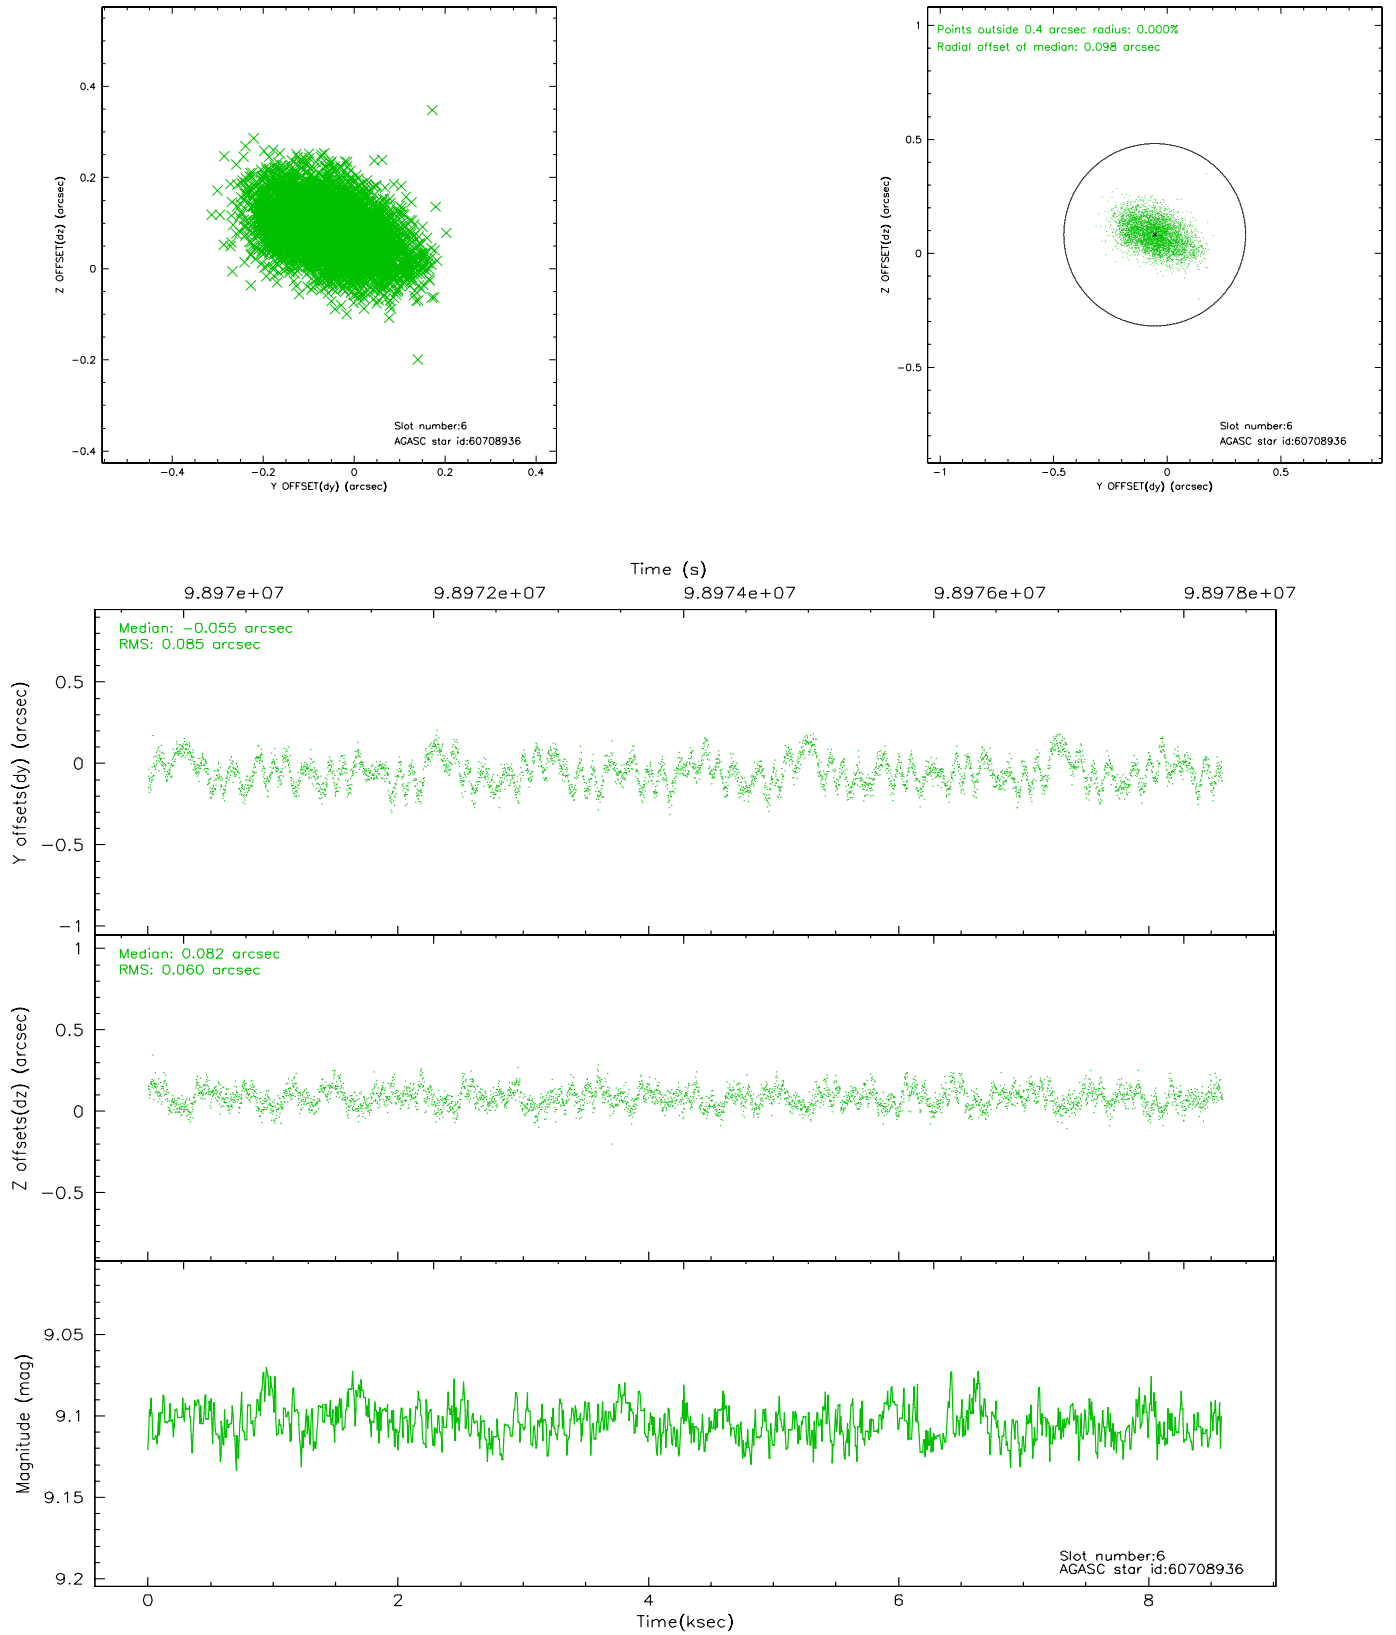 0.4
0.2
0
−0.2
−0.4
Z OFFSET(dz) (arcsec)
−0.4 −0.2 0 0.2 0.4
Y OFFSET(dy) (arcsec)
Slot number:6
AGASC star id:60708936
Points outside 0.4 arcsec radius: 0.000%
Radial offset of median: 0.098 arcsec
1
0.5
0
−0.5
Z OFFSET(dz) (arcsec)
−1 −0.5 0 0.5
Y OFFSET(dy) (arcsec)
Slot number:6
AGASC star id:60708936
Time (s)
9.897e+07 9.8972e+07 9.8974e+07 9.8976e+07 9.8978e+07
Median: −0.055 arcsec
RMS: 0.085 arcsec
0.5
0
−0.5
−1
Y offsets(dy) (arcsec)
Median: 0.082 arcsec
RMS: 0.060 arcsec
1
0.5
0
−0.5
Z offsets(dz) (arcsec)
9.05
9.1
9.15
9.2
Magnitude (mag)
Slot number:6
AGASC star id:60708936
0 2 4 6 8
Time(ksec)